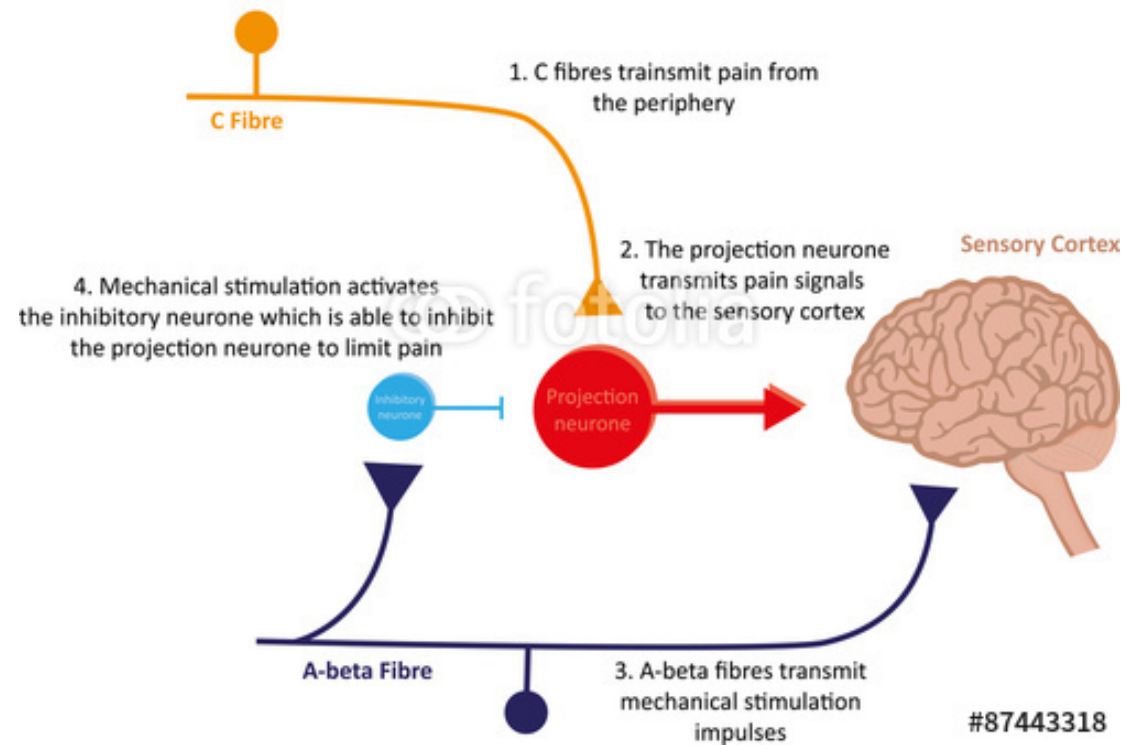 1. C fibres trainsmit pain from
the periphery
C Fibre
2. The projection neurone
transmits pain signals
to the sensory cortex
Sensory Cortex
4. Mechanical stimulation activates
the inhibitory neurone which is able to inhibit
the projection neurone to limit pain
fotolia
Inhibitory
neurone
Projection
neurone
A-beta Fibre
3. A-beta fibres transmit
mechanical stimulation
impulses
#87443318